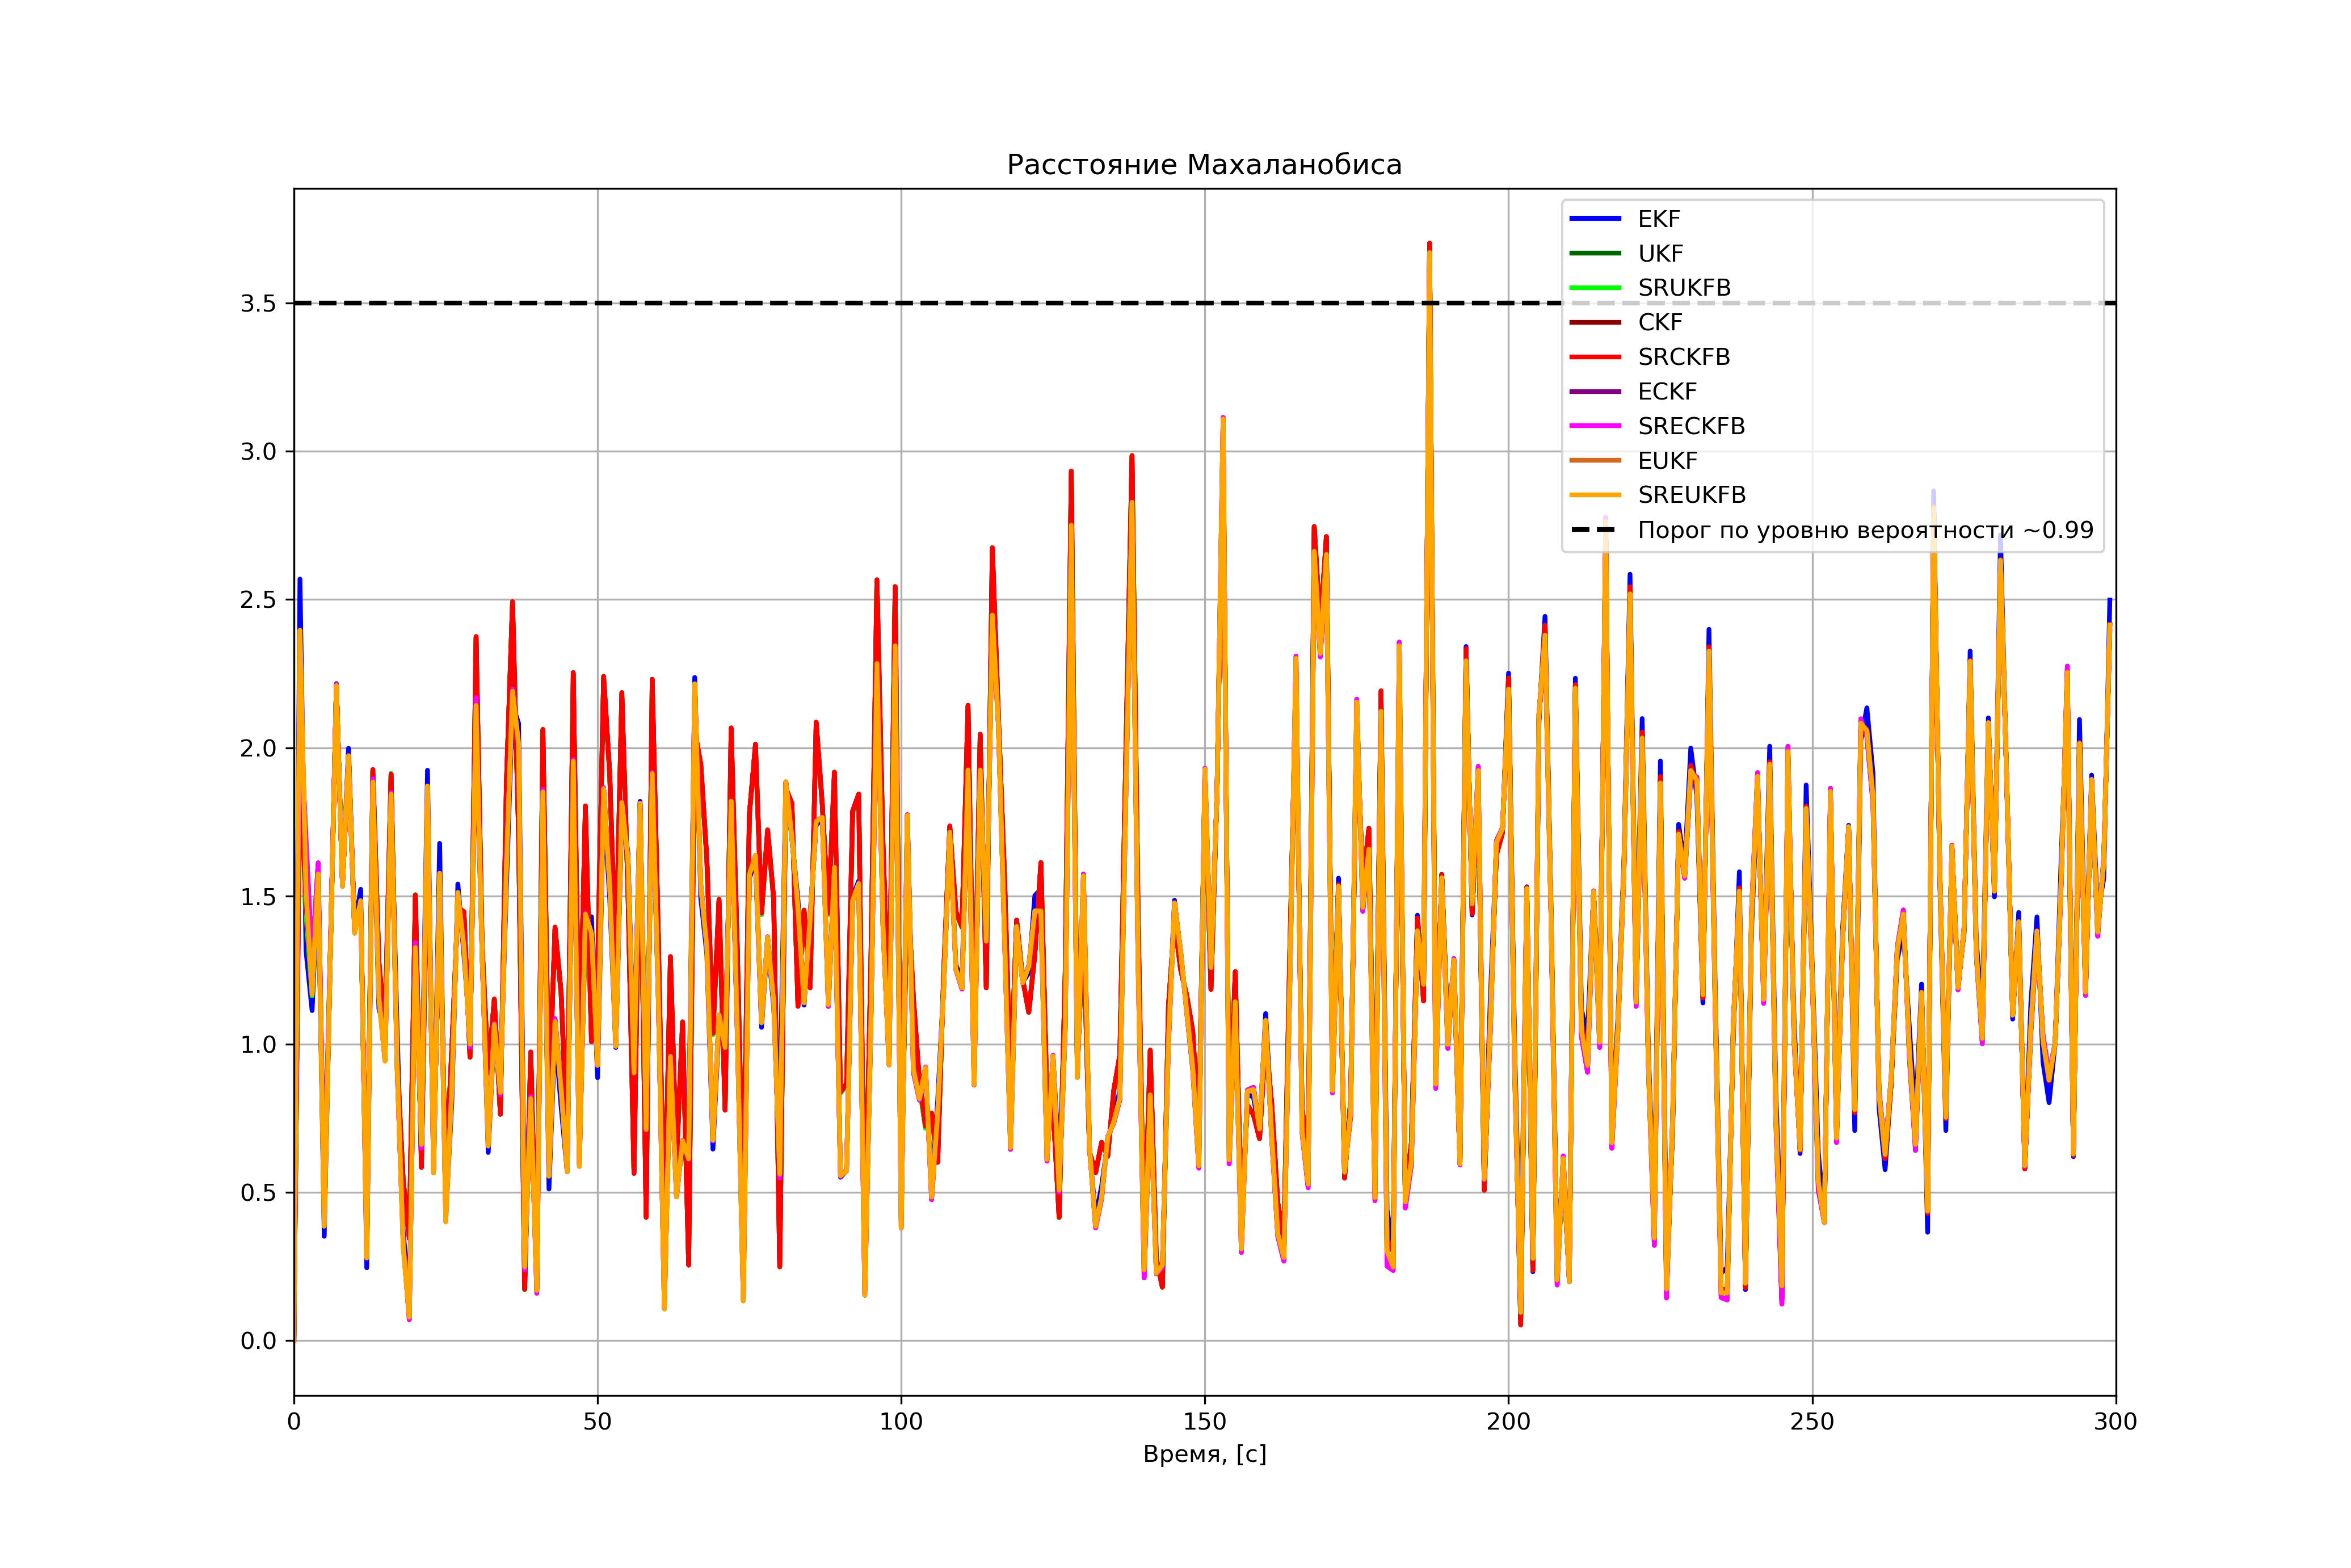 Расстояние Махаланобиса
EKF
UKF
SRUKFB
CKF
SRCKFB
ECKF
SRECKFB
EUKF
SREUKFB
Порог по уровню вероятности ~0.99
3.5
3.0
2.5
2.0
1.5
1.0
0.5
0.0
0 50 100 150 200 250 300
Время, [с]